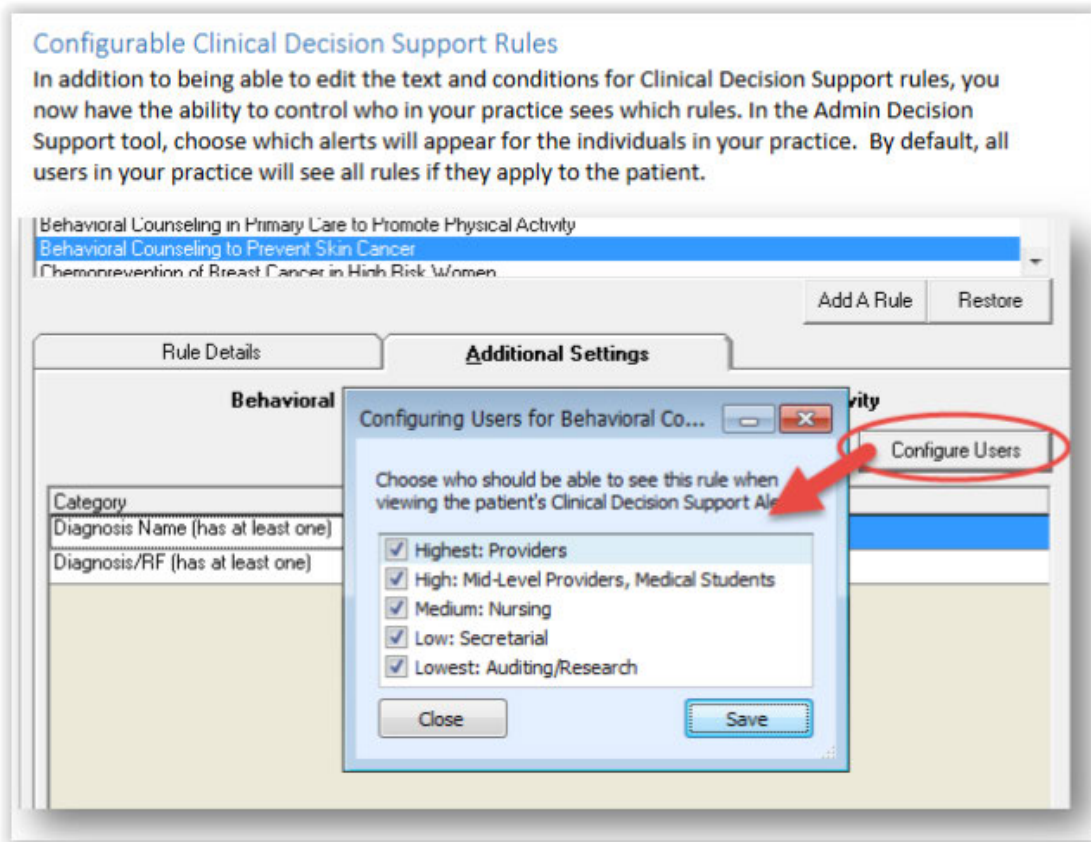 Configurable Clinical Decision Support Rules
In addition to being able to edit the text and conditions for Clinical Decision Support rules, you
now have the ability to control who in your practice sees which rules. In the Admin Decision
Support tool, choose which alerts will appear for the individuals in your practice.  By default, all
users in your practice will see all rules if they apply to the patient.
Behavioral Counseling in Primary Care to Promote Physical Activity
Behavioral Counseling to Prevent Skin Cancer
Chemoprevention of Breast Cancer in High Risk Women
Add A Rule Restore
Rule Details Additional Settings
Behavioral vity
Configure Users
Category
Diagnosis Name (has at least one)
Diagnosis/RF (has at least one)
Configuring Users for Behavioral Co...
Choose who should be able to see this rule when
viewing the patient's Clinical Decision Support Ale
Highest: Providers
High: Mid-Level Providers, Medical Students
Medium: Nursing
Low: Secretarial
Lowest: Auditing/Research
Close Save